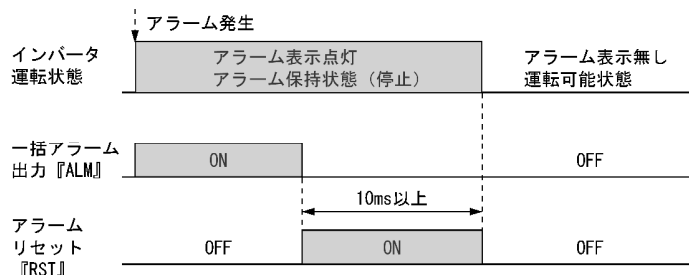 アラーム発生
インバータ
運転状態
アラーム表示点灯
アラーム保持状態（停止）
アラーム表示無し
運転可能状態
一括アラーム
出力『ALM』
ON
OFF
10ms以上
アラーム
リセット
『RST』
OFF
ON
OFF